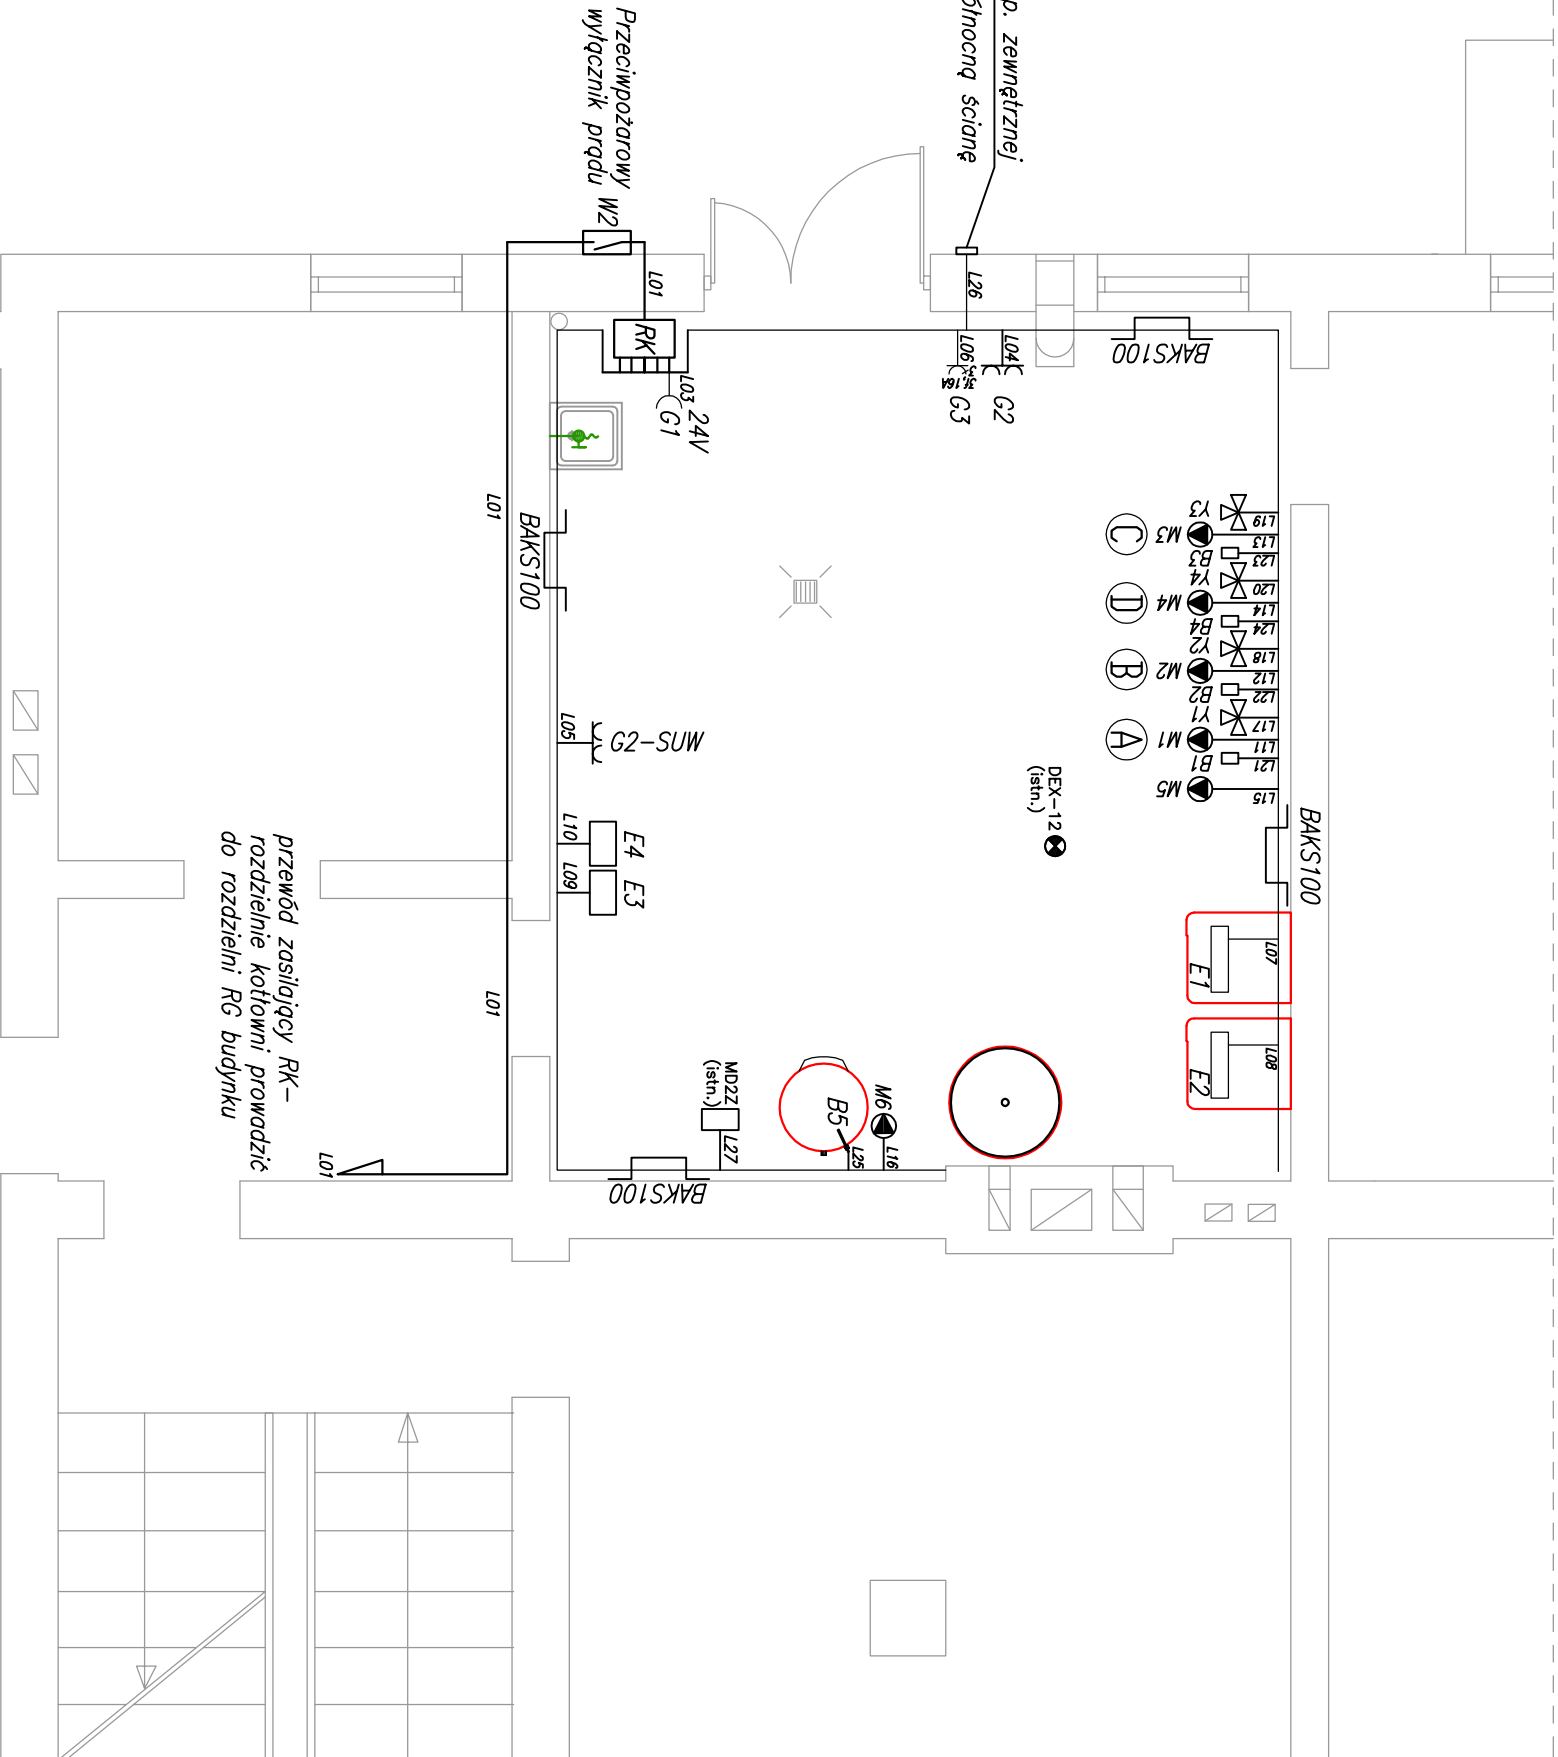 p. zewnętrznej
ółnocną ścianę
Przeciwpożarowy
wyłącznik prądu W2
L01
RK
L03
24V
G1
L26
L06
3x
3f,16A
G3
L04
G2
BAKS100
BAKS100
L01
Y3
L19
M3
L13
C
B3
L23
Y4
L20
M4
L14
D
B4
L24
Y2
L18
M2
L12
B
B2
L22
Y1
L17
M1
L11
A
B1
L21
M5
L15
DEX-12
(istn.)
BAKS100
L05
G2-SUW
L10
E4
L09
E3
L07
E1
L08
E2
przewód zasilający RK-
rozdzielnie kotłowni prowadzić
do rozdzielni RG budynku
L01
L01
MD2Z
(istn.)
L27
B5
L25
M6
L16
BAKS100